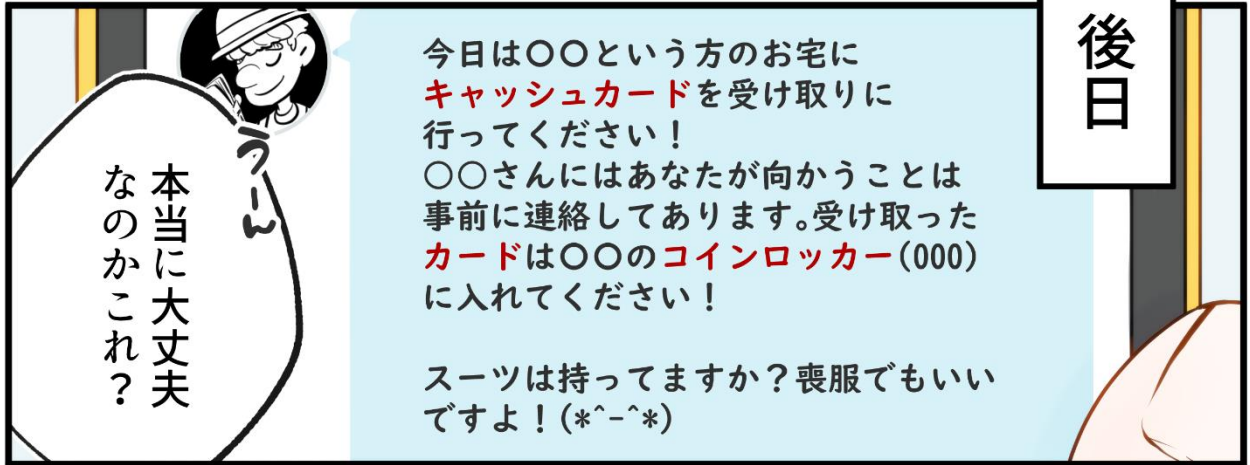 後日
今日は〇〇という方のお宅に
キャッシュカードを受け取りに
行ってください！
〇〇さんにはあなたが向かうことは
事前に連絡してあります。受け取った
カードは〇〇のコインロッカー(000)
に入れてください！
スーツは持ってますか？喪服でもいい
ですよ！(*^-^*)
うーん
本当に大丈夫
なのかこれ？